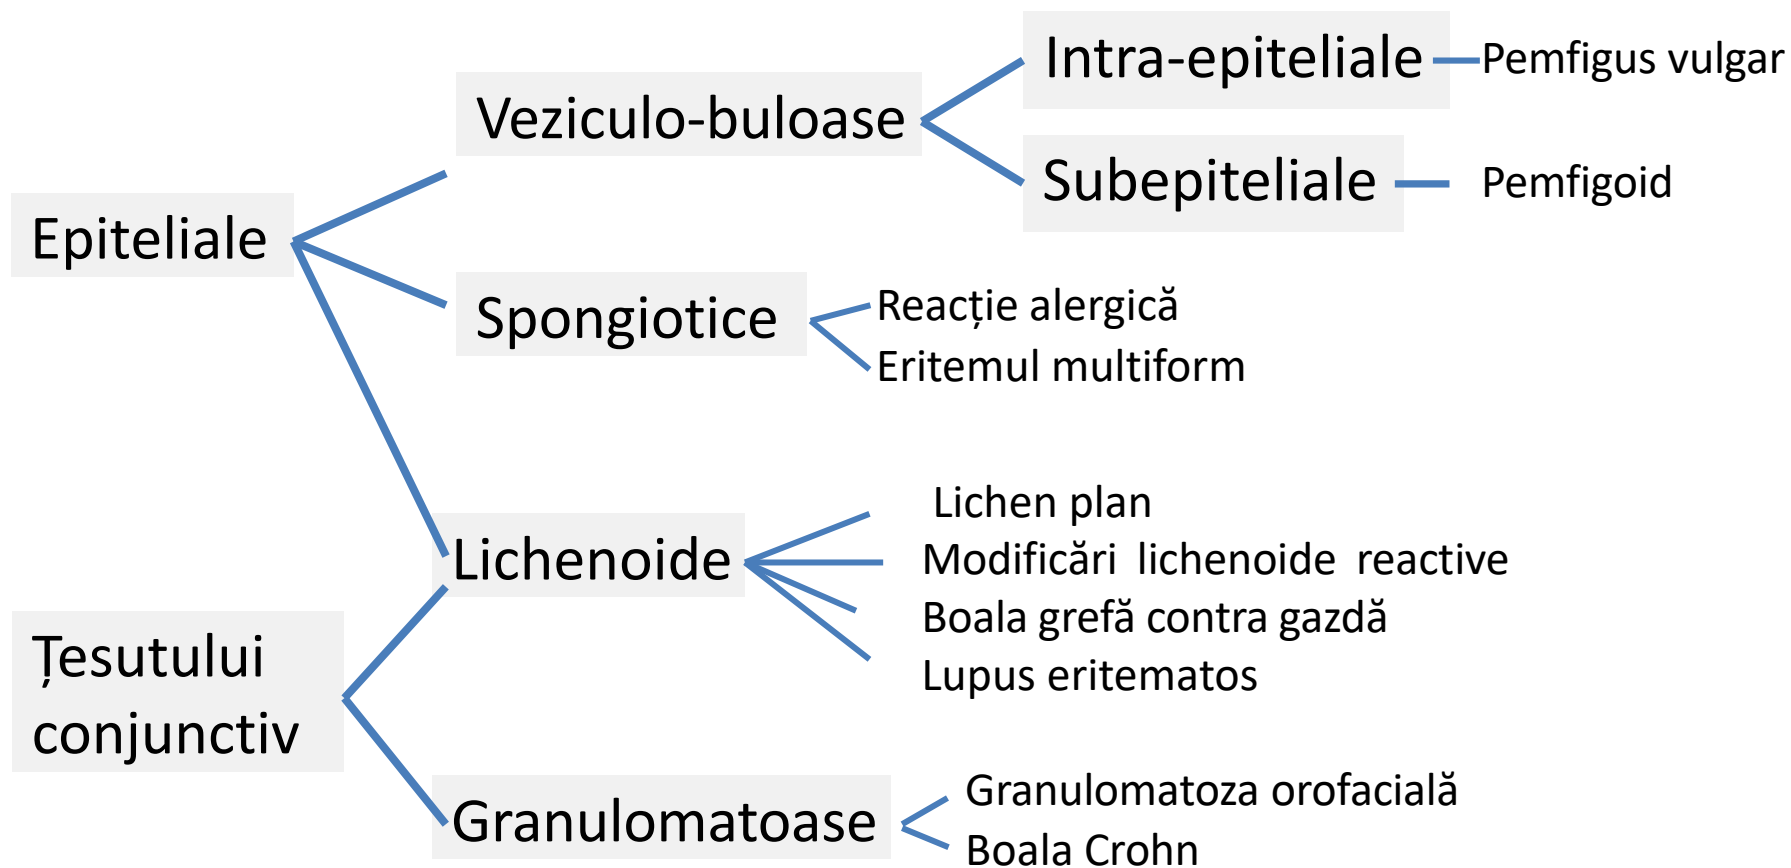 Intra-epiteliale
Pemfigus vulgar
Veziculo-buloase
Subepiteliale
Pemfigoid
Epiteliale
Spongiotice
Reacție alergică
Eritemul multiform
Lichen plan
Lichenoide
Modificări lichenoide reactive
Boala grefă contra gazdă
Lupus eritematos
Țesutului
conjunctiv
Granulomatoase
Granulomatoza orofacială
Boala Crohn